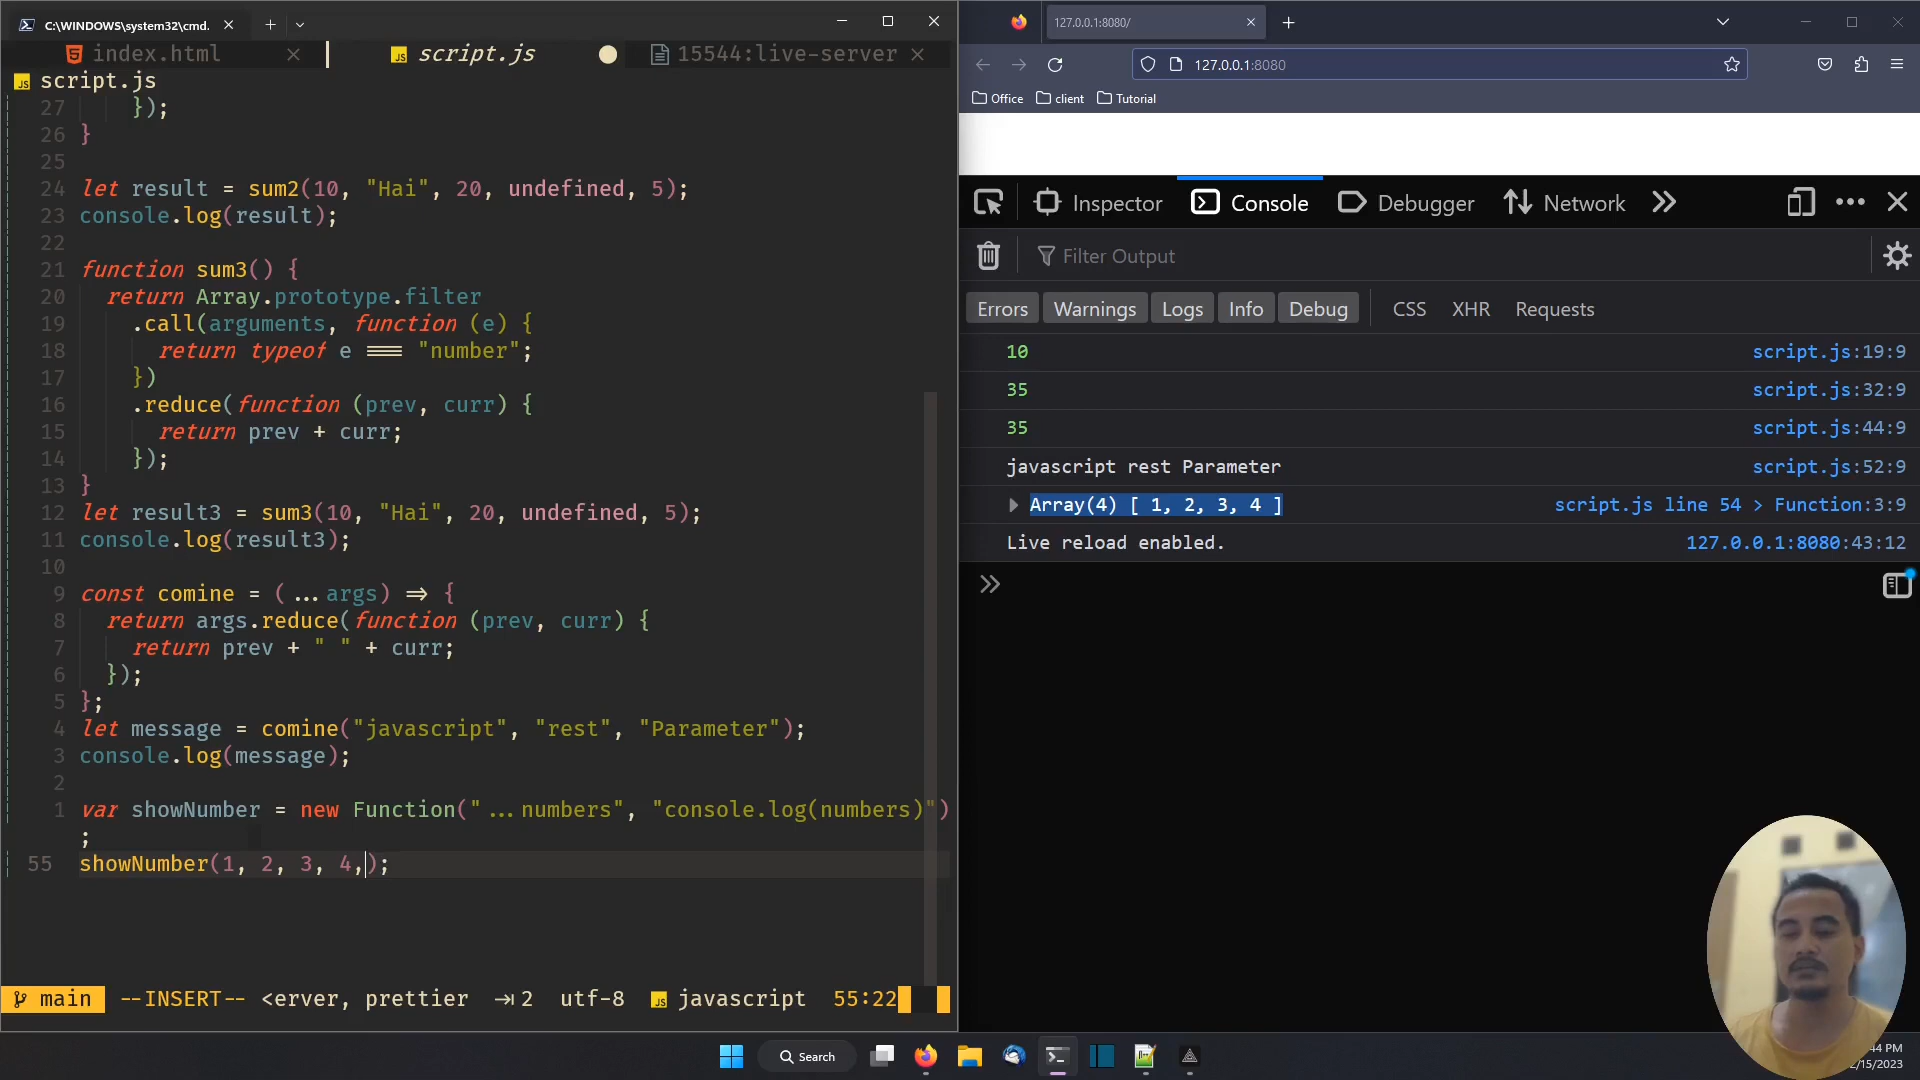 C:\WINDOWS\system32\cmd.
index.html
script.js
15544:live-server
script.js
27 });
26 }
25
24 let result = sum2(10, "Hai", 20, undefined, 5);
23 console.log(result);
22
21 function sum3() {
20 return Array.prototype.filter
19 .call(arguments, function (e) {
18 return typeof e === "number";
17 })
16 .reduce(function (prev, curr) {
15 return prev + curr;
14 });
13 }
12 let result3 = sum3(10, "Hai", 20, undefined, 5);
11 console.log(result3);
10
9 const comine = (...args) => {
8 return args.reduce(function (prev, curr) {
7 return prev + " " + curr;
6 });
5 };
4 let message = comine("javascript", "rest", "Parameter");
3 console.log(message);
2
1 var showNumber = new Function("...numbers", "console.log(numbers)")
;
55 showNumber(1, 2, 3, 4,);
main --INSERT-- <erver, prettier ⇥2 utf-8 JS javascript 55:22
127.0.0.1:8080/
127.0.0.1:8080
Office client Tutorial
Inspector Console Debugger Network
Filter Output
Errors Warnings Logs Info Debug CSS XHR Requests
10 script.js:19:9
35 script.js:32:9
35 script.js:44:9
javascript rest Parameter script.js:52:9
Array(4) [ 1, 2, 3, 4 ] script.js line 54 > Function:3:9
Live reload enabled. 127.0.0.1:8080:43:12
Search
:44 PM
2/15/2023